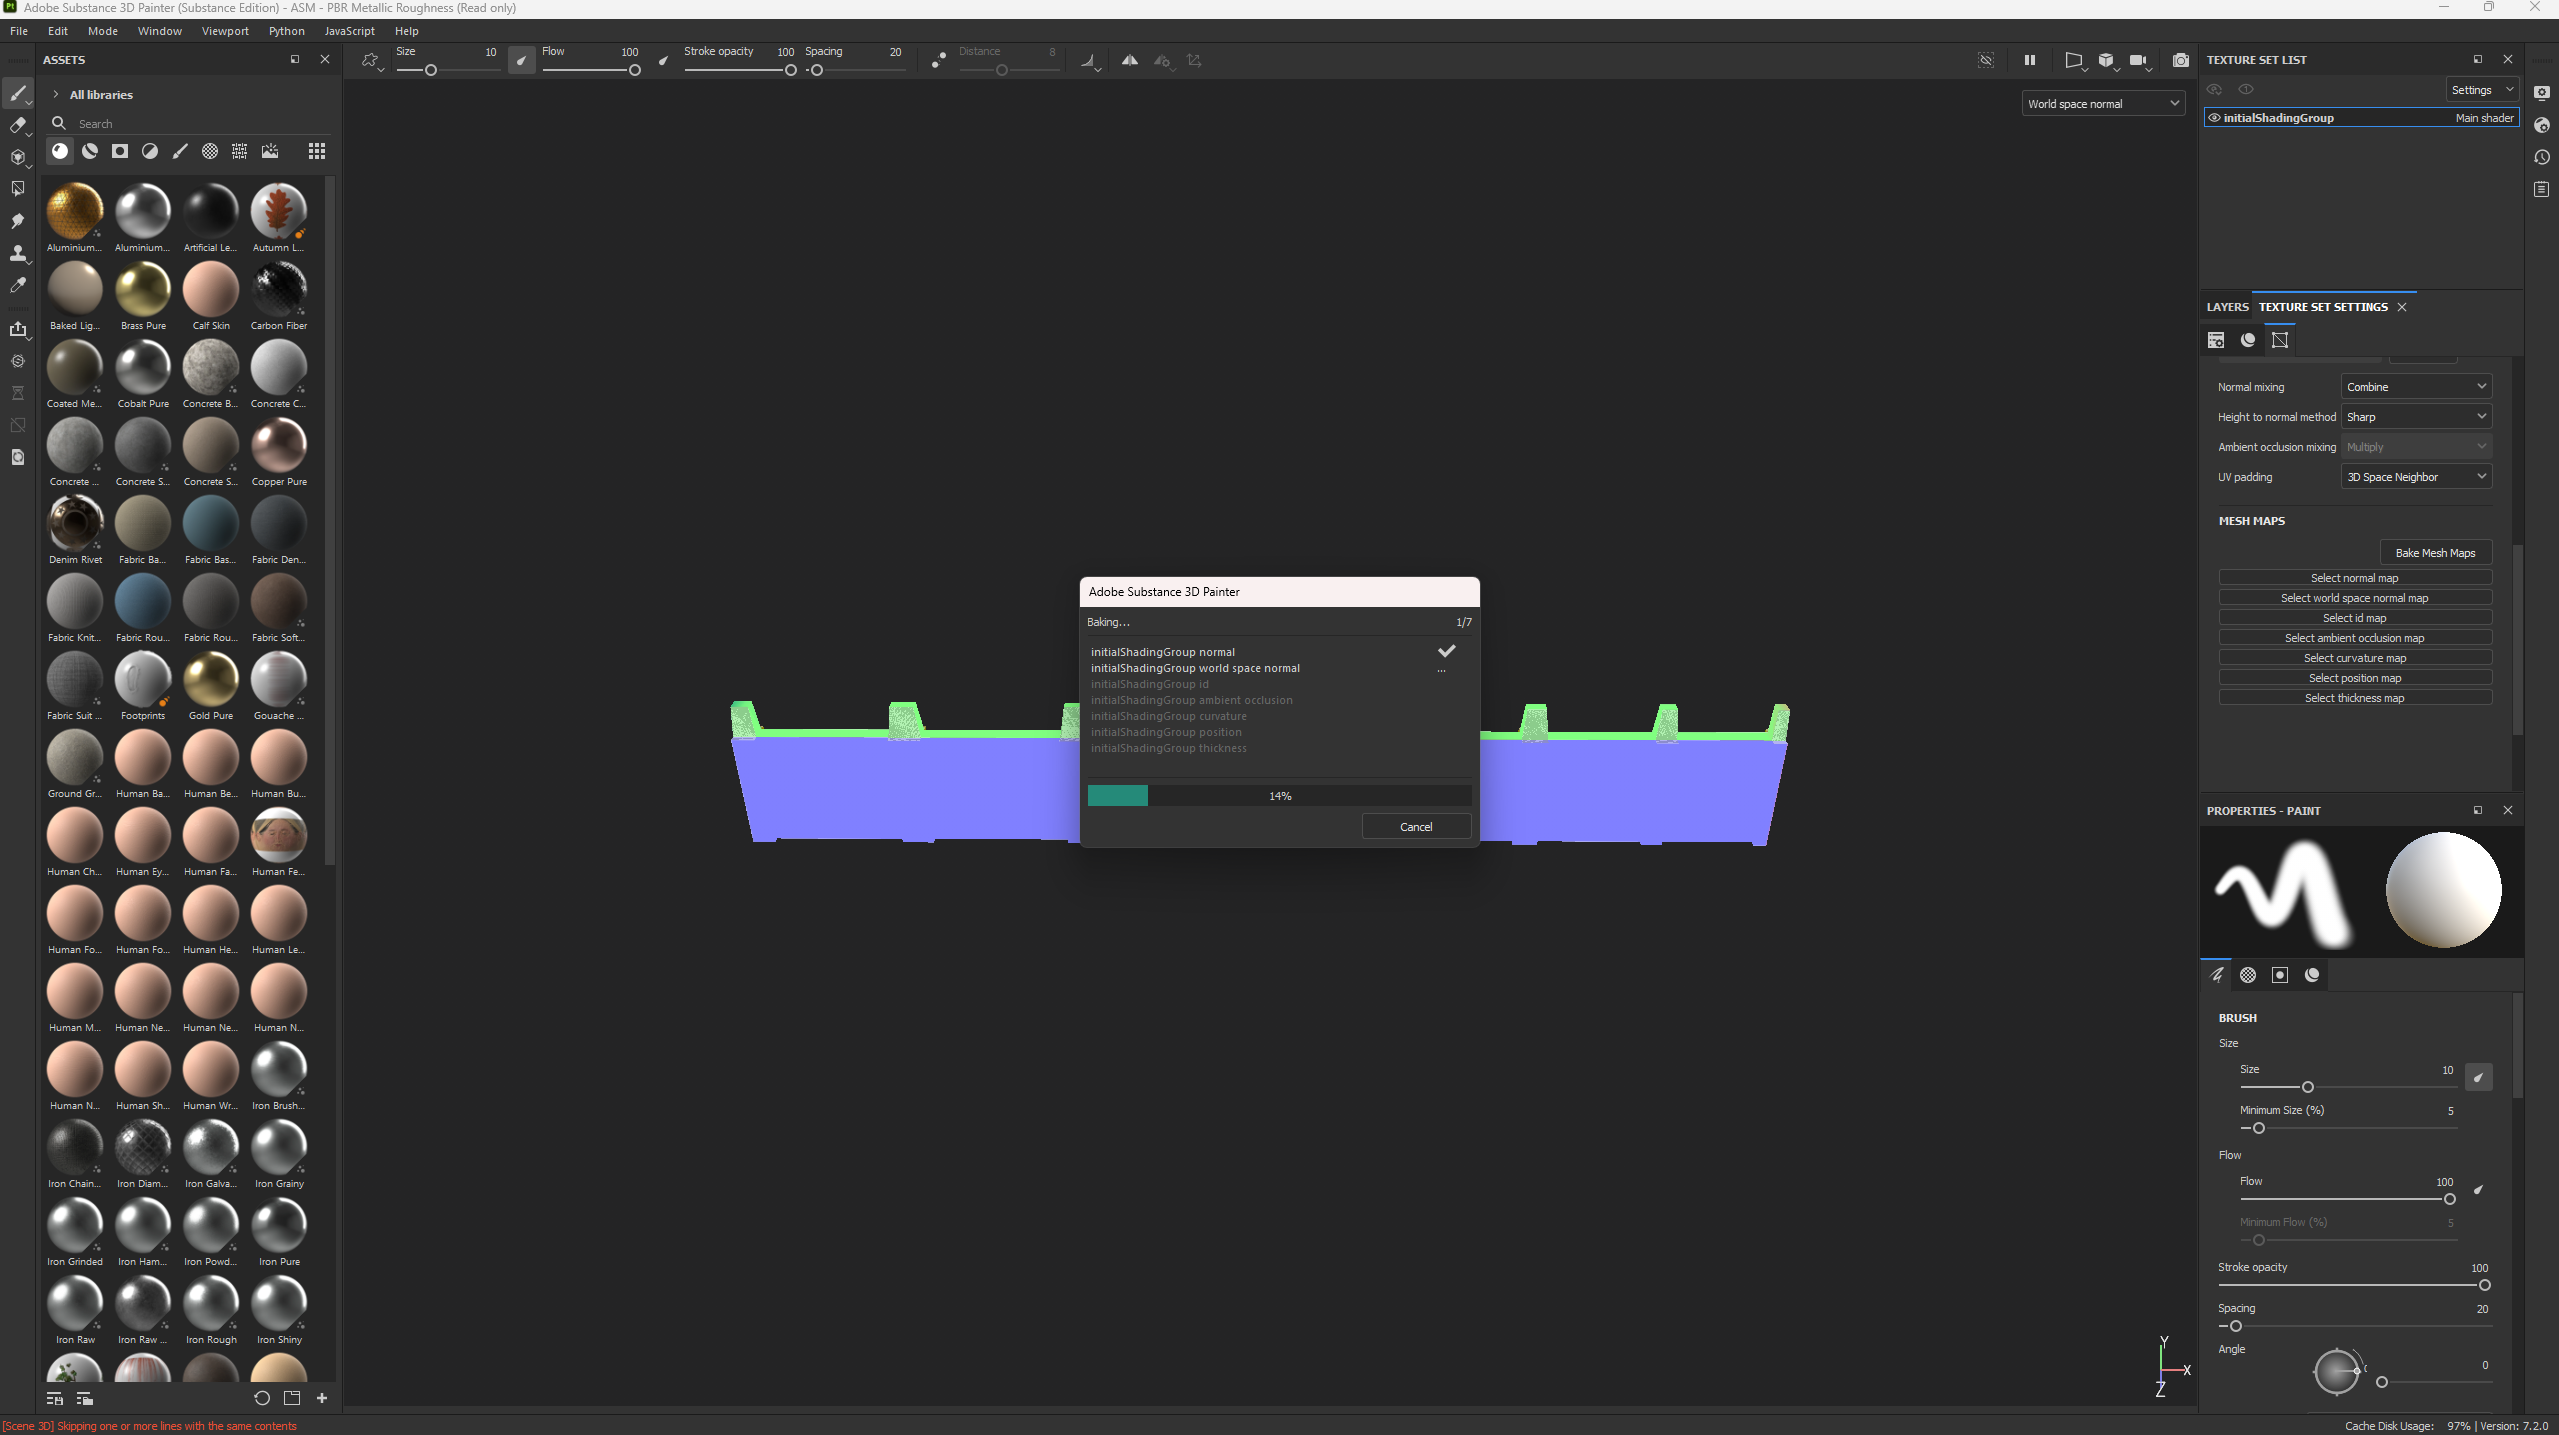 Adobe Substance 3D Painter (Substance Edition) - ASM - PBR Metallic Roughness (Read only)
File Edit Mode Window Viewport Python JavaScript Help
ASSETS
Size 10 Flow 100 Stroke opacity 100 Spacing 20 Distance 8
All libraries
Search
Aluminium... Aluminium... Artificial Le... Autumn L...
Baked Lig... Brass Pure Calf Skin Carbon Fiber
Coated Me... Cobalt Pure Concrete B... Concrete C...
Concrete ... Concrete S... Concrete S... Copper Pure
Denim Rivet Fabric Ba... Fabric Bas... Fabric Den...
Fabric Knit... Fabric Rou... Fabric Rou... Fabric Soft...
Fabric Suit ... Footprints Gold Pure Gouache ...
Ground Gr... Human Ba... Human Be... Human Bu...
Human Ch... Human Ey... Human Fa... Human Fe...
Human Fo... Human Fo... Human He... Human Le...
Human M... Human Ne... Human Ne... Human N...
Human N... Human Sh... Human Wr... Iron Brush...
Iron Chain... Iron Diam... Iron Galva... Iron Grainy
Iron Grinded Iron Ham... Iron Powd... Iron Pure
Iron Raw Iron Raw ... Iron Rough Iron Shiny
World space normal
Adobe Substance 3D Painter
Baking... 1/7
initialShadingGroup normal
initialShadingGroup world space normal ...
initialShadingGroup id
initialShadingGroup ambient occlusion
initialShadingGroup curvature
initialShadingGroup position
initialShadingGroup thickness
14%
Cancel
Y
X
Z
TEXTURE SET LIST
Settings
initialShadingGroup Main shader
LAYERS TEXTURE SET SETTINGS
Normal mixing Combine
Height to normal method Sharp
Ambient occlusion mixing Multiply
UV padding 3D Space Neighbor
MESH MAPS
Bake Mesh Maps
Select normal map
Select world space normal map
Select id map
Select ambient occlusion map
Select curvature map
Select position map
Select thickness map
PROPERTIES - PAINT
BRUSH
Size
Size 10
Minimum Size (%) 5
Flow
Flow 100
Minimum Flow (%) 5
Stroke opacity 100
Spacing 20
Angle 0
[Scene 3D] Skipping one or more lines with the same contents
Cache Disk Usage: 97% | Version: 7.2.0